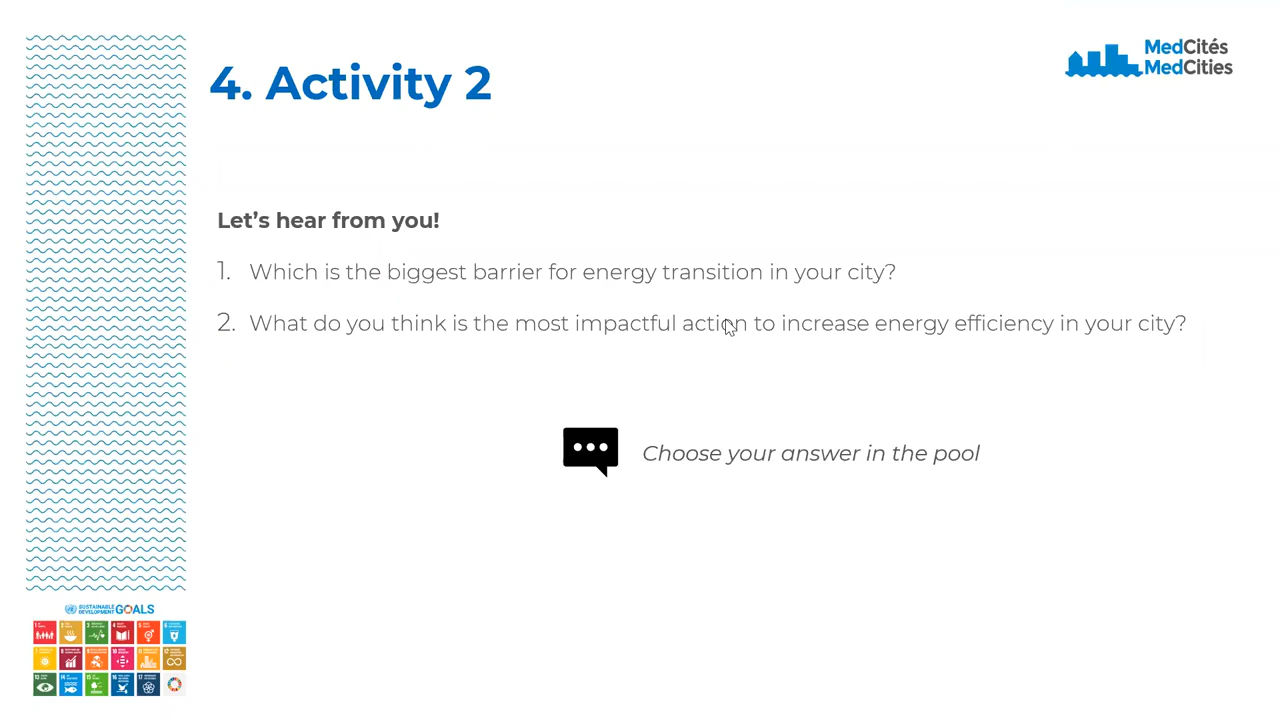 4. Activity 2
MedCités
MedCities
Let's hear from you!
1. Which is the biggest barrier for energy transition in your city?
2. What do you think is the most impactful action to increase energy efficiency in your city?
Choose your answer in the pool
SUSTAINABLE
DEVELOPMENT GOALS